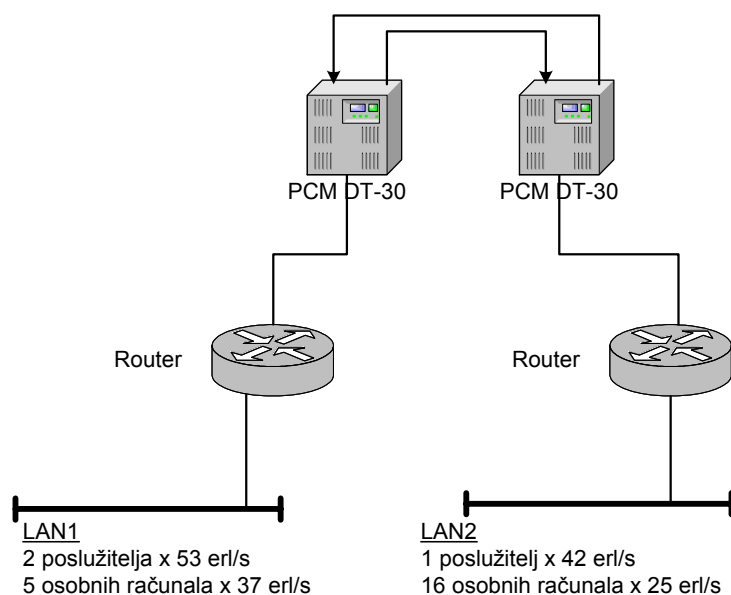 PCM DT-30
PCM DT-30
Router
Router
LAN1
2 poslužitelja x 53 erl/s
5 osobnih računala x 37 erl/s
LAN2
1 poslužitelj x 42 erl/s
16 osobnih računala x 25 erl/s